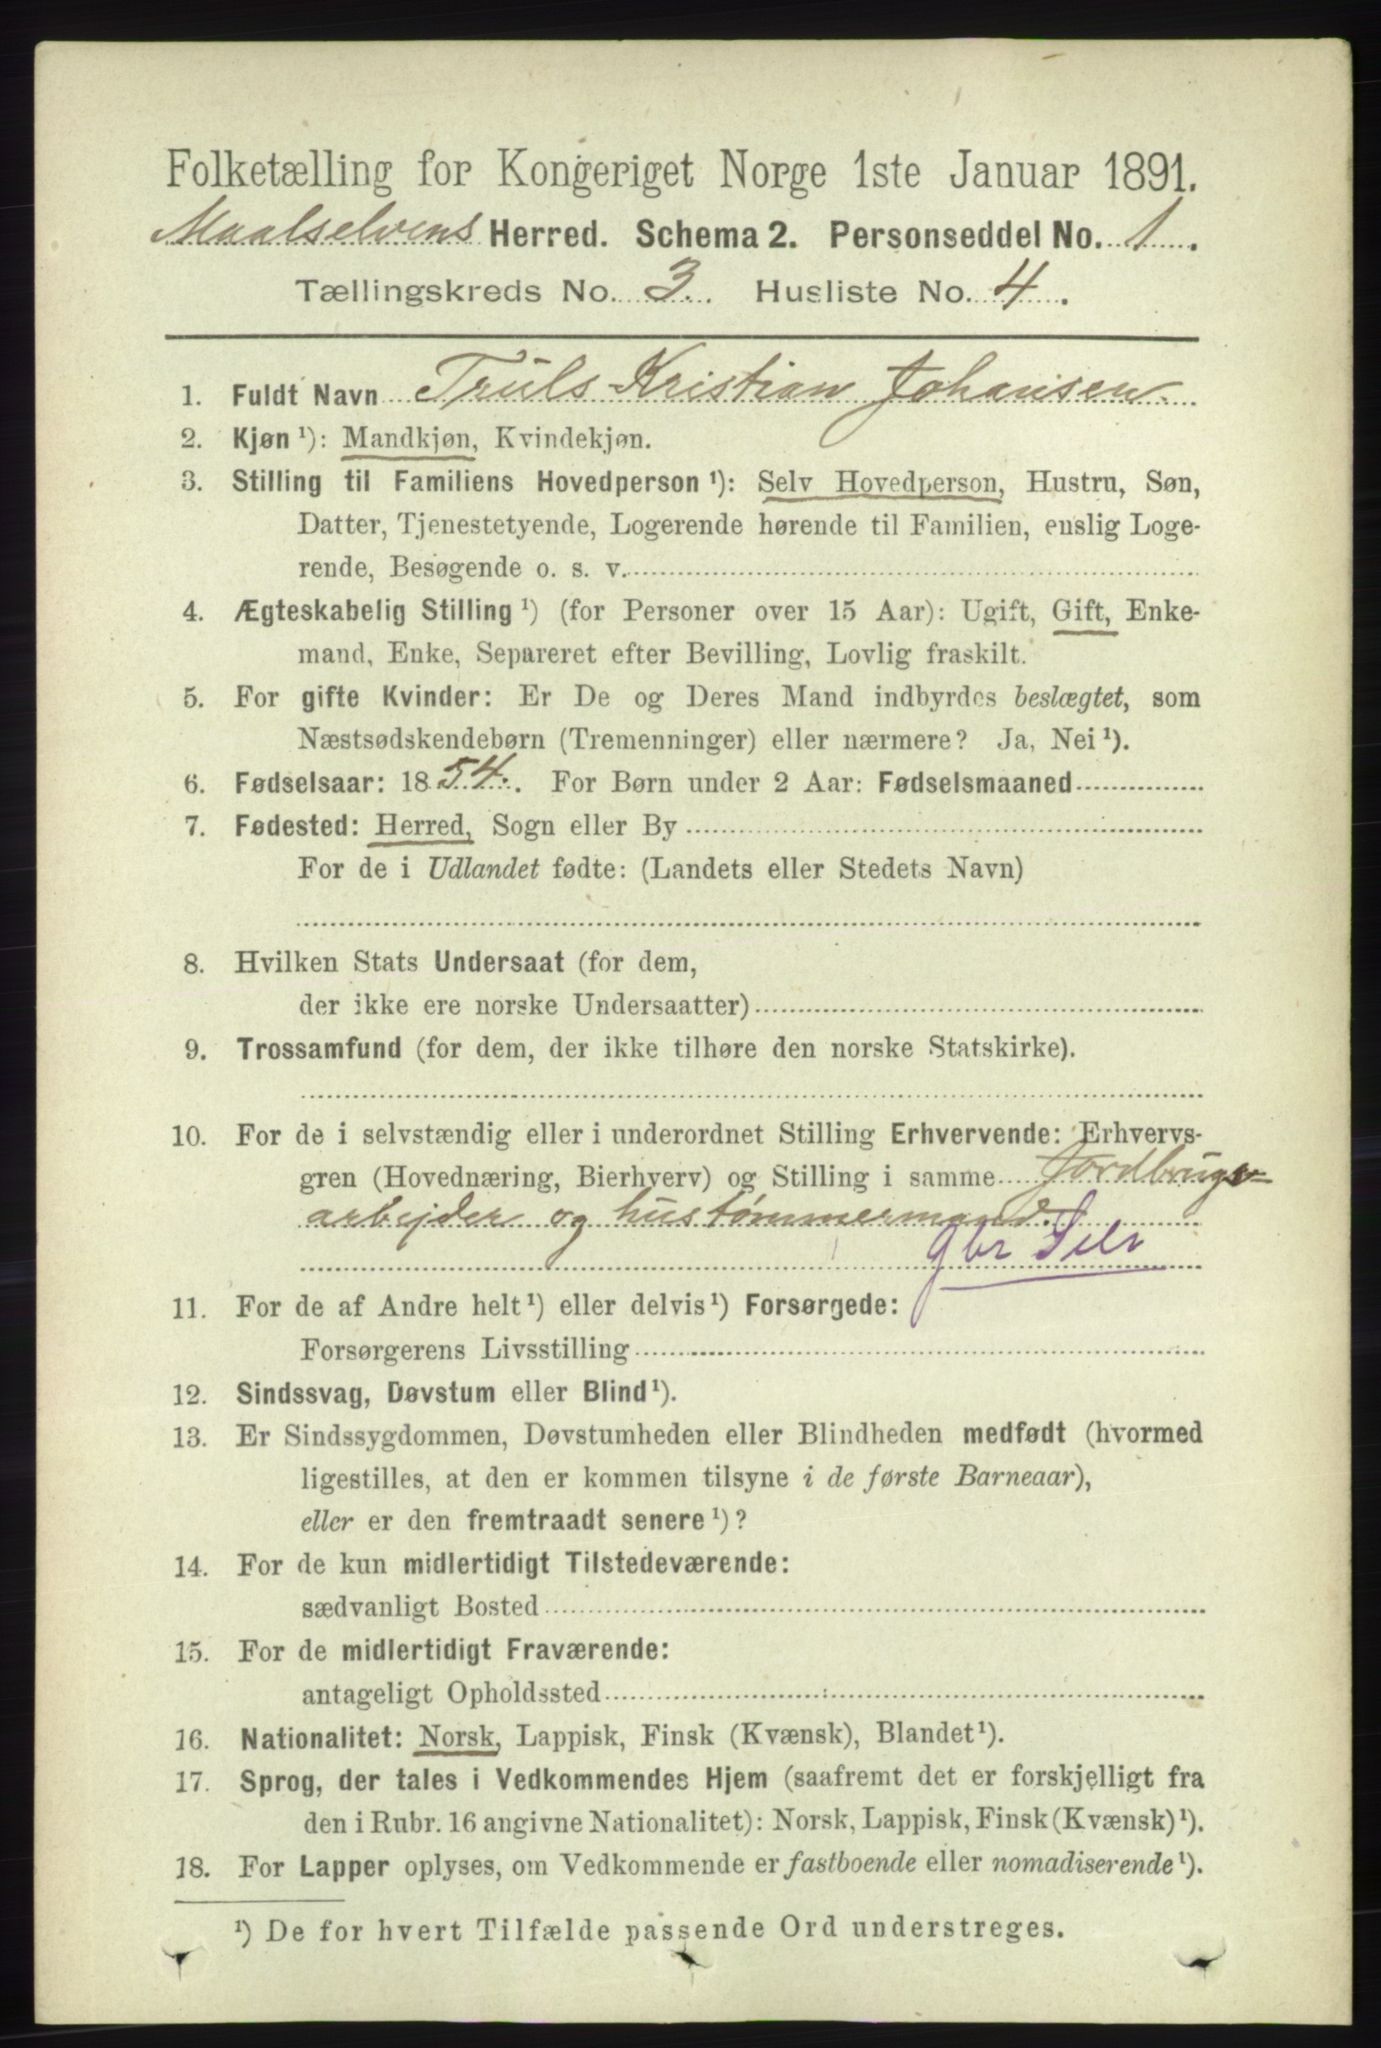 Folketælling for Kongeriget Norge 1ste Januar 1891.
Maalselvens Herred. Schema 2. Personseddel No. 1.
Tællingskreds No. 3. Husliste No. 4.
1. Fuldt Navn Truls Kristian Johansen.
2. Kjøn ¹): Mandkjøn, Kvindekjøn.
3. Stilling til Familiens Hovedperson ¹): Selv Hovedperson, Hustru, Søn,
Datter, Tjenestetyende, Logerende hørende til Familien, enslig Loge-
rende, Besøgende o. s. v.
4. Ægteskabelig Stilling ¹) (for Personer over 15 Aar): Ugift, Gift, Enke-
mand, Enke, Separeret efter Bevilling, Lovlig fraskilt.
5. For gifte Kvinder: Er De og Deres Mand indbyrdes beslægtet, som
Næstsødskendebørn (Tremenninger) eller nærmere? Ja, Nei ¹).
6. Fødselsaar: 1854. For Børn under 2 Aar: Fødselsmaaned
7. Fødested: Herred, Sogn eller By
For de i Udlandet fødte: (Landets eller Stedets Navn)
8. Hvilken Stats Undersaat (for dem,
der ikke ere norske Undersaatter)
9. Trossamfund (for dem, der ikke tilhøre den norske Statskirke).
10. For de i selvstændig eller i underordnet Stilling Erhvervende: Erhvervs-
gren (Hovednæring, Bierhverv) og Stilling i samme Jordbrugs-
arbejder og hustømmermand.
gbr Selv
11. For de af Andre helt ¹) eller delvis ¹) Forsørgede:
Forsørgerens Livsstilling
12. Sindssvag, Døvstum eller Blind ¹).
13. Er Sindssygdommen, Døvstumheden eller Blindheden medfødt (hvormed
ligestilles, at den er kommen tilsyne i de første Barneaar),
eller er den fremtraadt senere ¹)?
14. For de kun midlertidigt Tilstedeværende:
sædvanligt Bosted
15. For de midlertidigt Fraværende:
antageligt Opholdssted
16. Nationalitet: Norsk, Lappisk, Finsk (Kvænsk), Blandet ¹).
17. Sprog, der tales i Vedkommendes Hjem (saafremt det er forskjelligt fra
den i Rubr. 16 angivne Nationalitet): Norsk, Lappisk, Finsk (Kvænsk) ¹).
18. For Lapper oplyses, om Vedkommende er fastboende eller nomadiserende ¹).
¹) De for hvert Tilfælde passende Ord understreges.